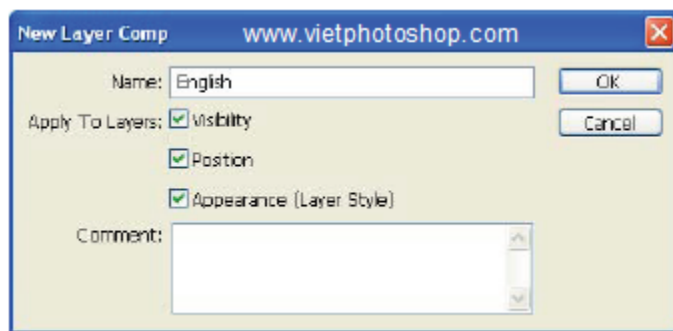 New Layer Comp www.vietphotoshop.com
Name: English OK
Apply To Layers: Visibility Cancel
Position
Appearance (Layer Style)
Comment: